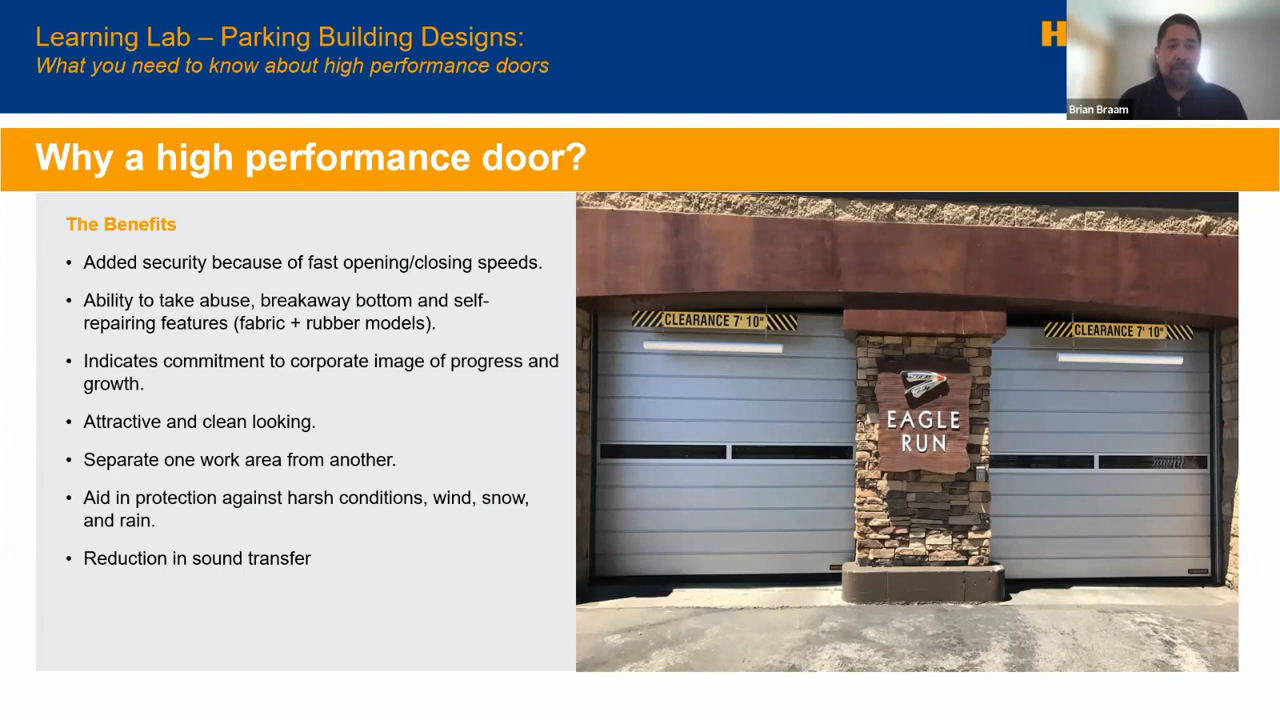 Learning Lab – Parking Building Designs:
What you need to know about high performance doors
H
Brian Braam
Why a high performance door?
The Benefits
• Added security because of fast opening/closing speeds.
• Ability to take abuse, breakaway bottom and self-
repairing features (fabric + rubber models).
• Indicates commitment to corporate image of progress and
growth.
• Attractive and clean looking.
• Separate one work area from another.
• Aid in protection against harsh conditions, wind, snow,
and rain.
• Reduction in sound transfer
CLEARANCE 7' 10"
CLEARANCE 7' 10"
EAGLE
RUN